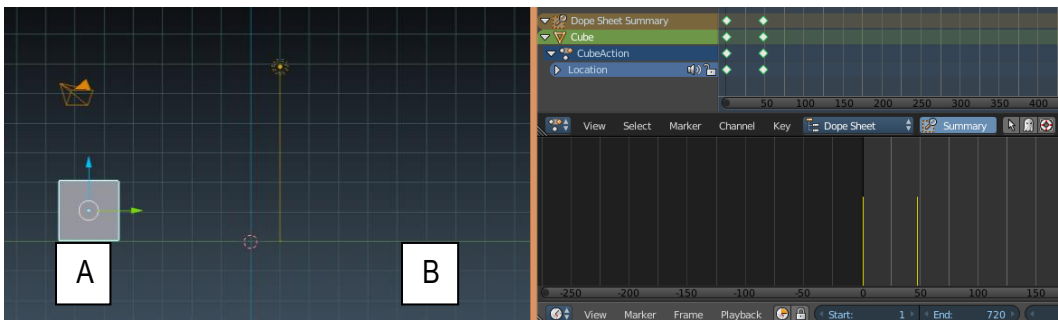 A
B
Dope Sheet Summary
Cube
CubeAction
Location
50 100 150 200 250 300 350 400
View Select Marker Channel Key Dope Sheet Summary
-250 -200 -150 -100 -50 0 50 100 150
View Marker Frame Playback Start: 1 End: 720